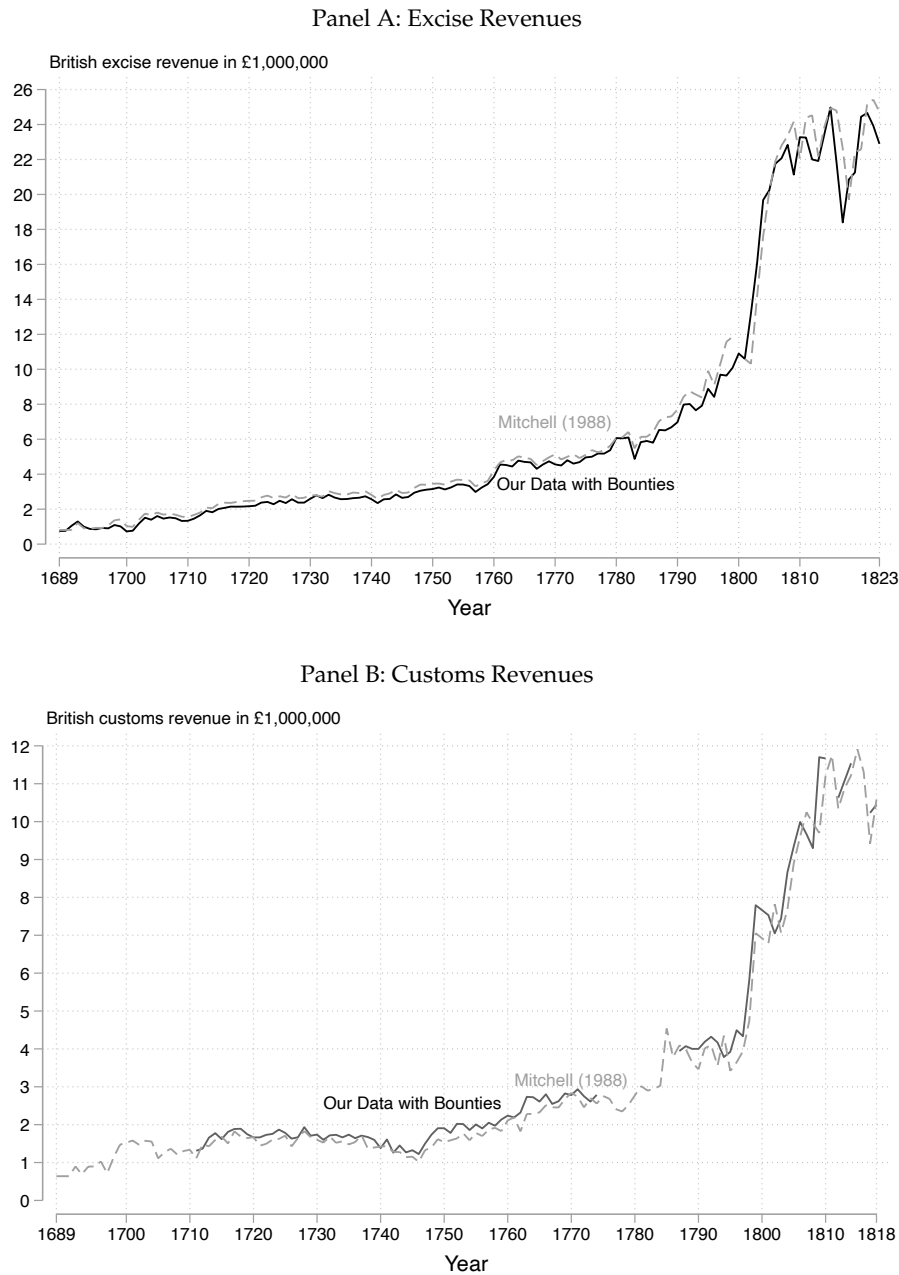 Panel A: Excise Revenues
British excise revenue in £1,000,000
26
24
22
20
18
16
14
12
10
8
Mitchell (1988)
6
4
Our Data with Bounties
2
0
1689 1700 1710 1720 1730 1740 1750 1760 1770 1780 1790 1800 1810 1823
Year
Panel B: Customs Revenues
British customs revenue in £1,000,000
12
11
10
9
8
7
6
5
4
3
Mitchell (1988)
Our Data with Bounties
2
1
0
1689 1700 1710 1720 1730 1740 1750 1760 1770 1780 1790 1800 1810 1818
Year